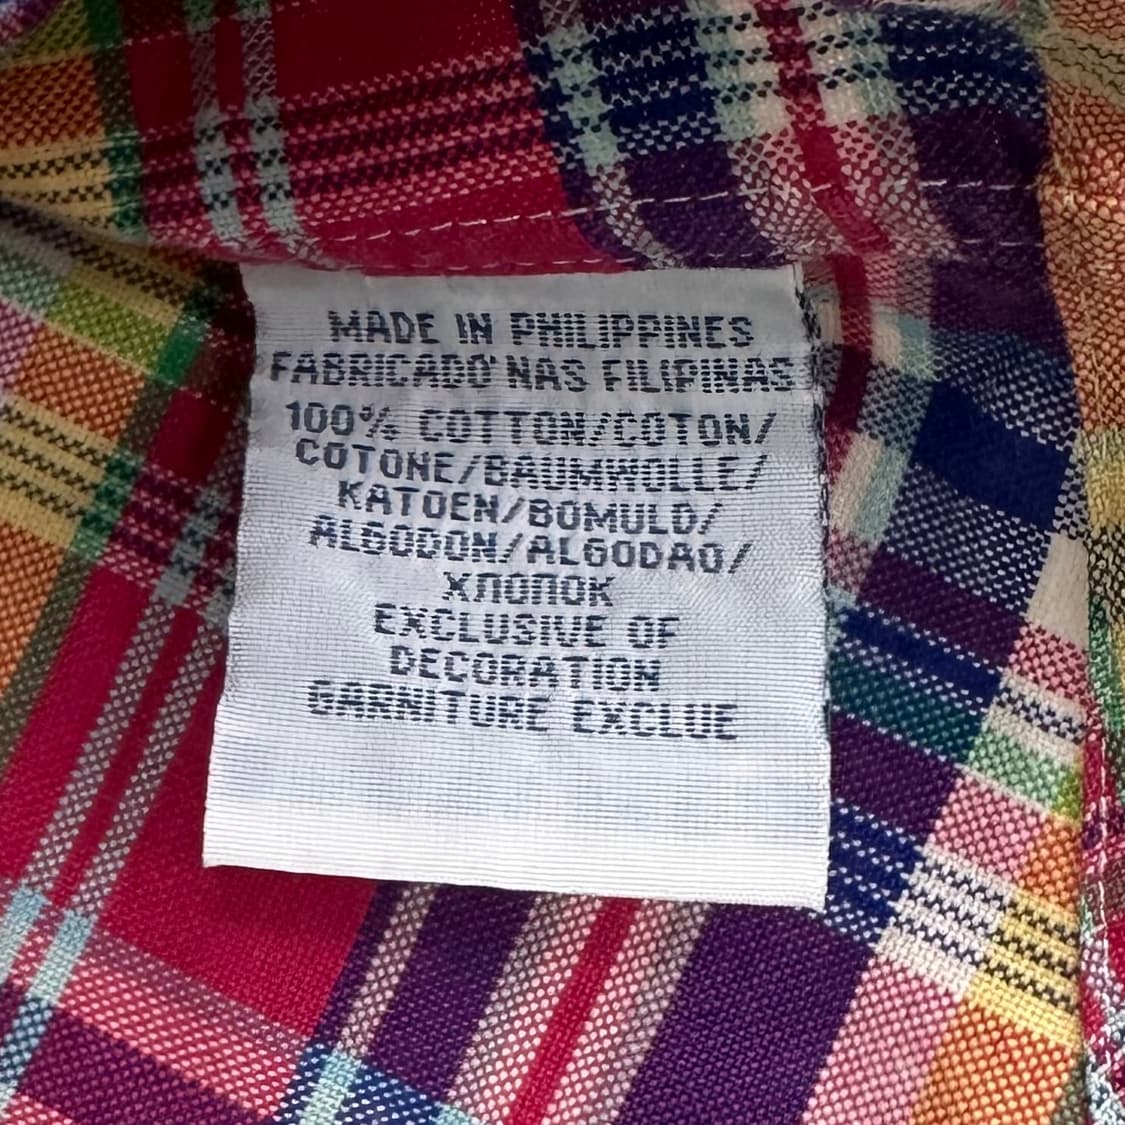 MADE IN PHILIPPINES
FABRICADO NAS FILIPINAS
100% COTTON/COTON/
COTONE/BAUMWOLLE/
KATOEN/BOMULD/
ALGODON/ALGODAO/
ХЛОПОК
EXCLUSIVE OF
DECORATION
GARNITURE EXCLUE